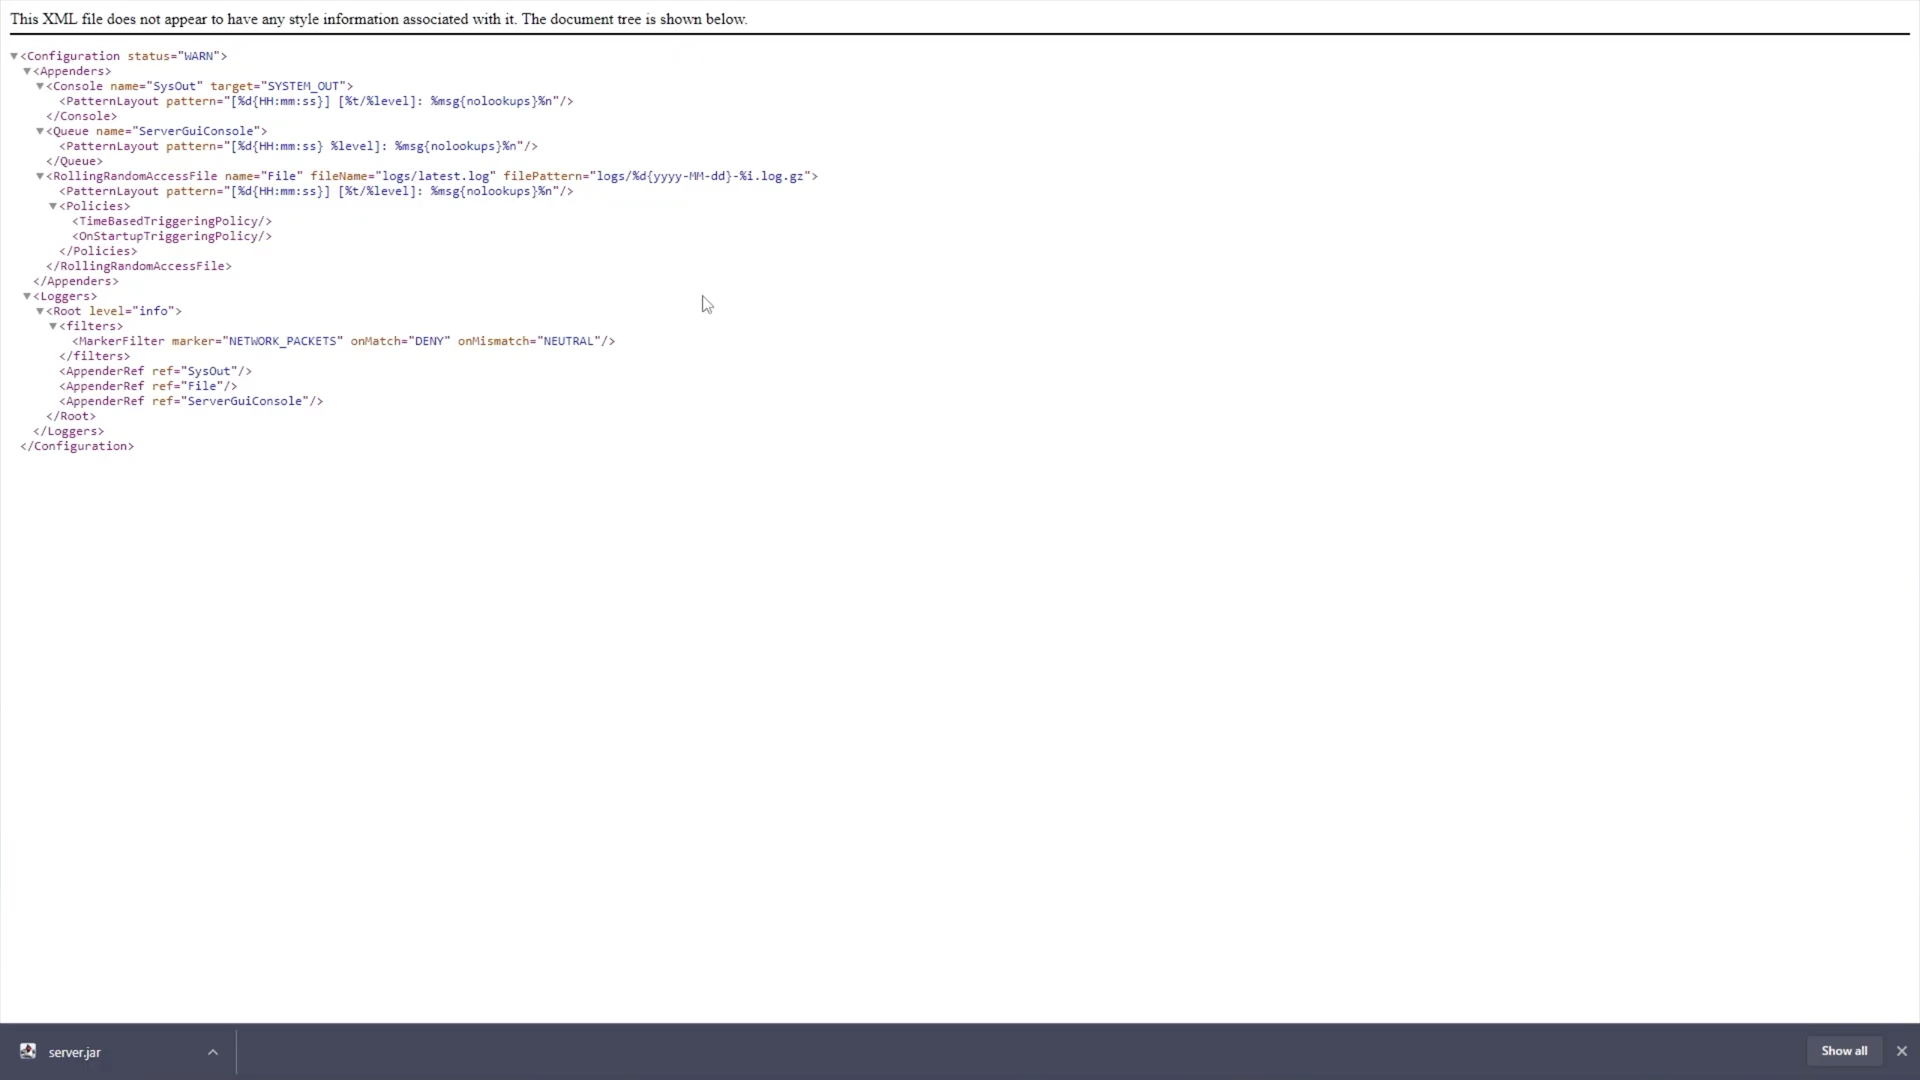 This XML file does not appear to have any style information associated with it. The document tree is shown below.
▼<Configuration status="WARN">
▼<Appenders>
▼<Console name="SysOut" target="SYSTEM_OUT">
<PatternLayout pattern="[%d{HH:mm:ss}] [%t/%level]: %msg{nolookups}%n"/>
</Console>
▼<Queue name="ServerGuiConsole">
<PatternLayout pattern="[%d{HH:mm:ss} %level]: %msg{nolookups}%n"/>
</Queue>
▼<RollingRandomAccessFile name="File" fileName="logs/latest.log" filePattern="logs/%d{yyyy-MM-dd}-%i.log.gz">
<PatternLayout pattern="[%d{HH:mm:ss}] [%t/%level]: %msg{nolookups}%n"/>
▼<Policies>
<TimeBasedTriggeringPolicy/>
<OnStartupTriggeringPolicy/>
</Policies>
</RollingRandomAccessFile>
</Appenders>
▼<Loggers>
▼<Root level="info">
▼<filters>
<MarkerFilter marker="NETWORK_PACKETS" onMatch="DENY" onMismatch="NEUTRAL"/>
</filters>
<AppenderRef ref="SysOut"/>
<AppenderRef ref="File"/>
<AppenderRef ref="ServerGuiConsole"/>
</Root>
</Loggers>
</Configuration>
server.jar
Show all